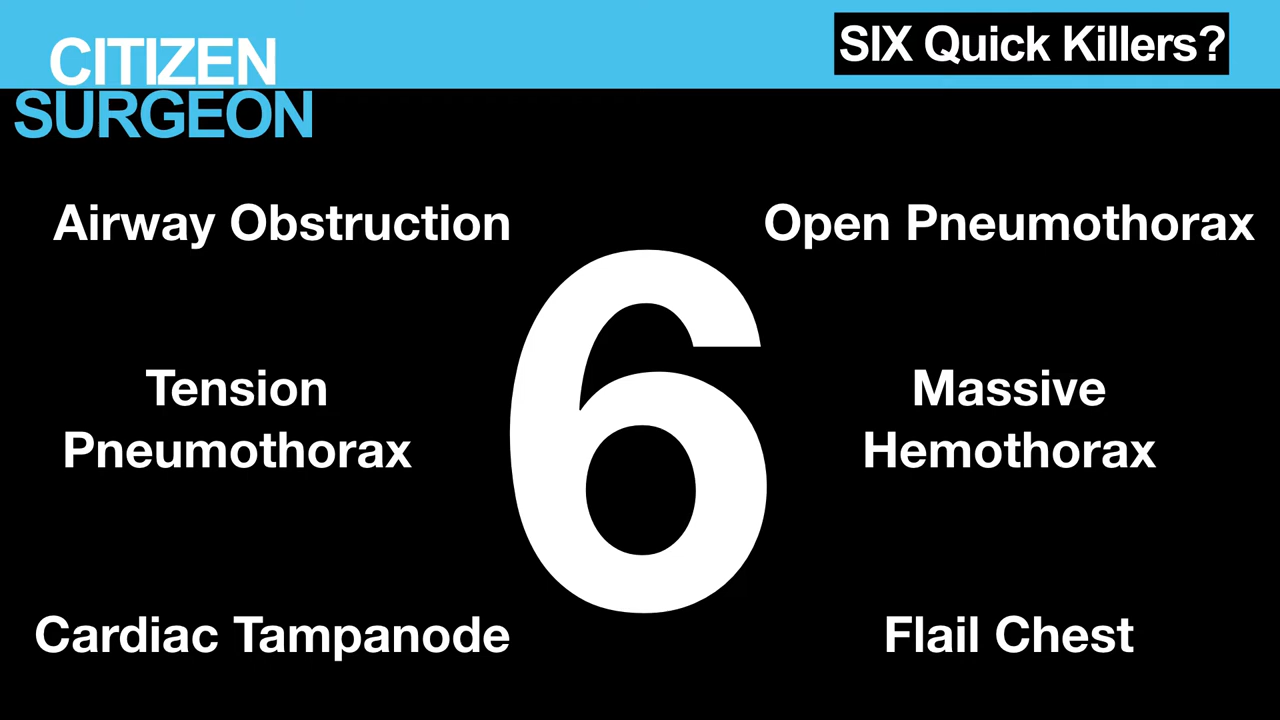 CITIZEN
SURGEON
SIX Quick Killers?
Airway Obstruction
Open Pneumothorax
6
Tension
Pneumothorax
Massive
Hemothorax
Cardiac Tampanode
Flail Chest